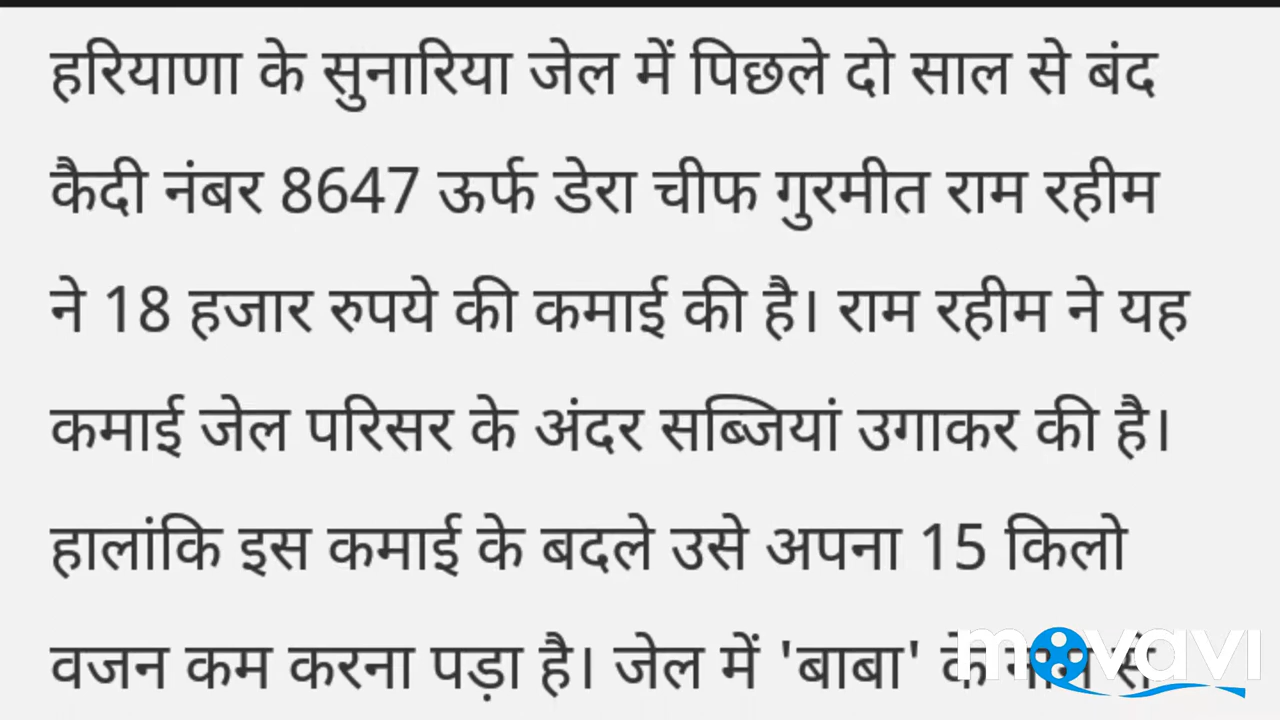 हरियाणा के सुनारिया जेल में पिछले दो साल से बंद
कैदी नंबर 8647 ऊर्फ डेरा चीफ गुरमीत राम रहीम
ने 18 हजार रुपये की कमाई की है। राम रहीम ने यह
कमाई जेल परिसर के अंदर सब्जियां उगाकर की है।
हालांकि इस कमाई के बदले उसे अपना 15 किलो
वजन कम करना पड़ा है। जेल में 'बाबा' के नाम से
movavi